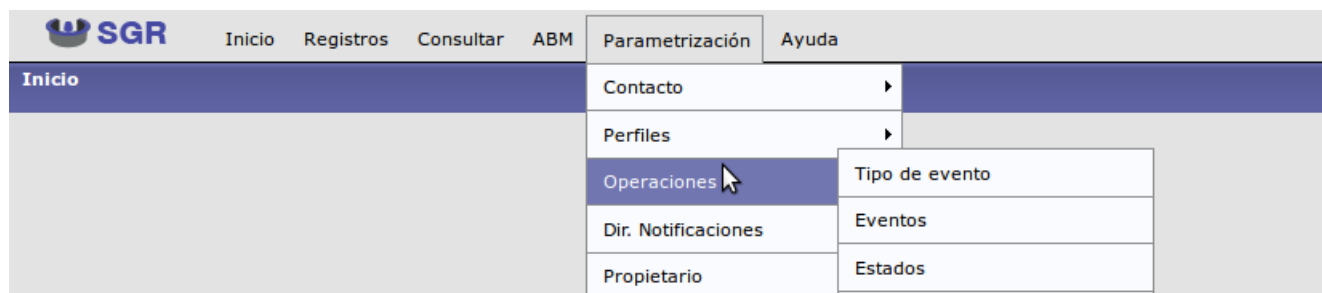 SGR Inicio Registros Consultar ABM Parametrización Ayuda
Inicio
Contacto
Perfiles
Operaciones
Dir. Notificaciones
Propietario
Tipo de evento
Eventos
Estados